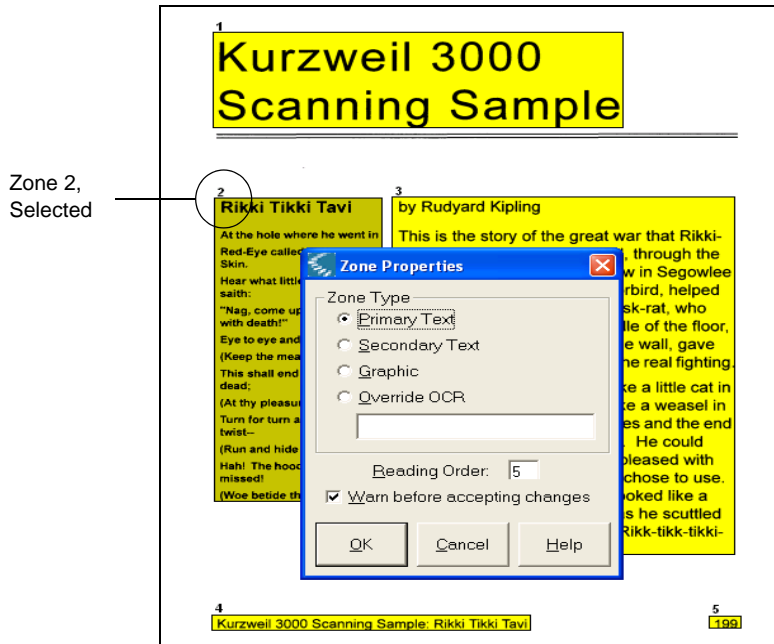 1
Kurzweil 3000
Scanning Sample
Zone 2,
Selected
2
Rikki Tikki Tavi
At the hole where he went in
Red-Eye called
Skin.
Hear what little
saith:
"Nag, come up
with death!"
Eye to eye and
(Keep the mea
This shall end
dead;
(At thy pleasu
Turn for turn a
twist--
(Run and hide
Hah! The hood
missed!
(Woe betide th
3
by Rudyard Kipling
This is the story of the great war that Rikki-
, through the
w in Segowlee
rbird, helped
sk-rat, who
lle of the floor,
e wall, gave
he real fighting.
ke a little cat in
ke a weasel in
es and the end
. He could
pleased with
chose to use.
ooked like a
s he scuttled
Rikk-tikk-tikki-
Zone Properties
Zone Type
Primary Text
Secondary Text
Graphic
Override OCR
Reading Order: 5
Warn before accepting changes
OK Cancel Help
4
Kurzweil 3000 Scanning Sample: Rikki Tikki Tavi
5
199